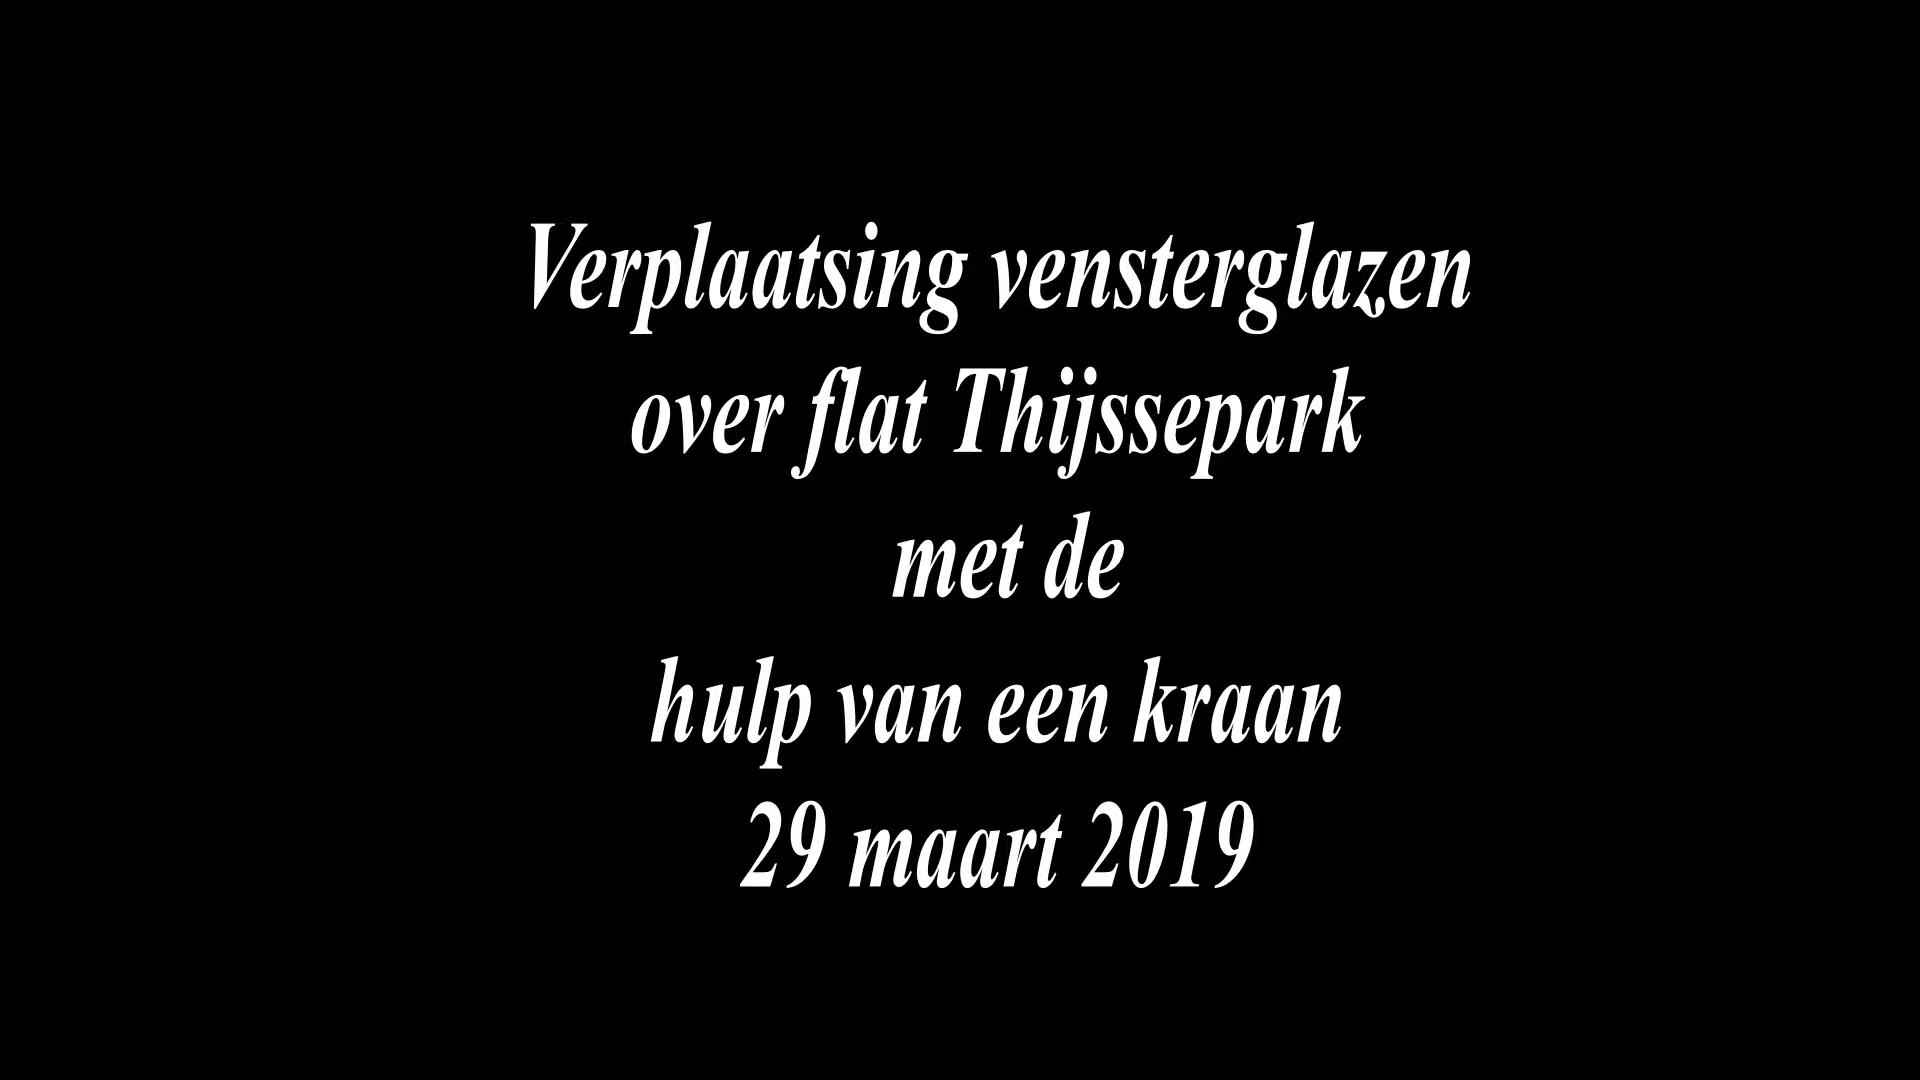 Verplaatsing vensterglazen
over flat Thijssepark
met de
hulp van een kraan
29 maart 2019